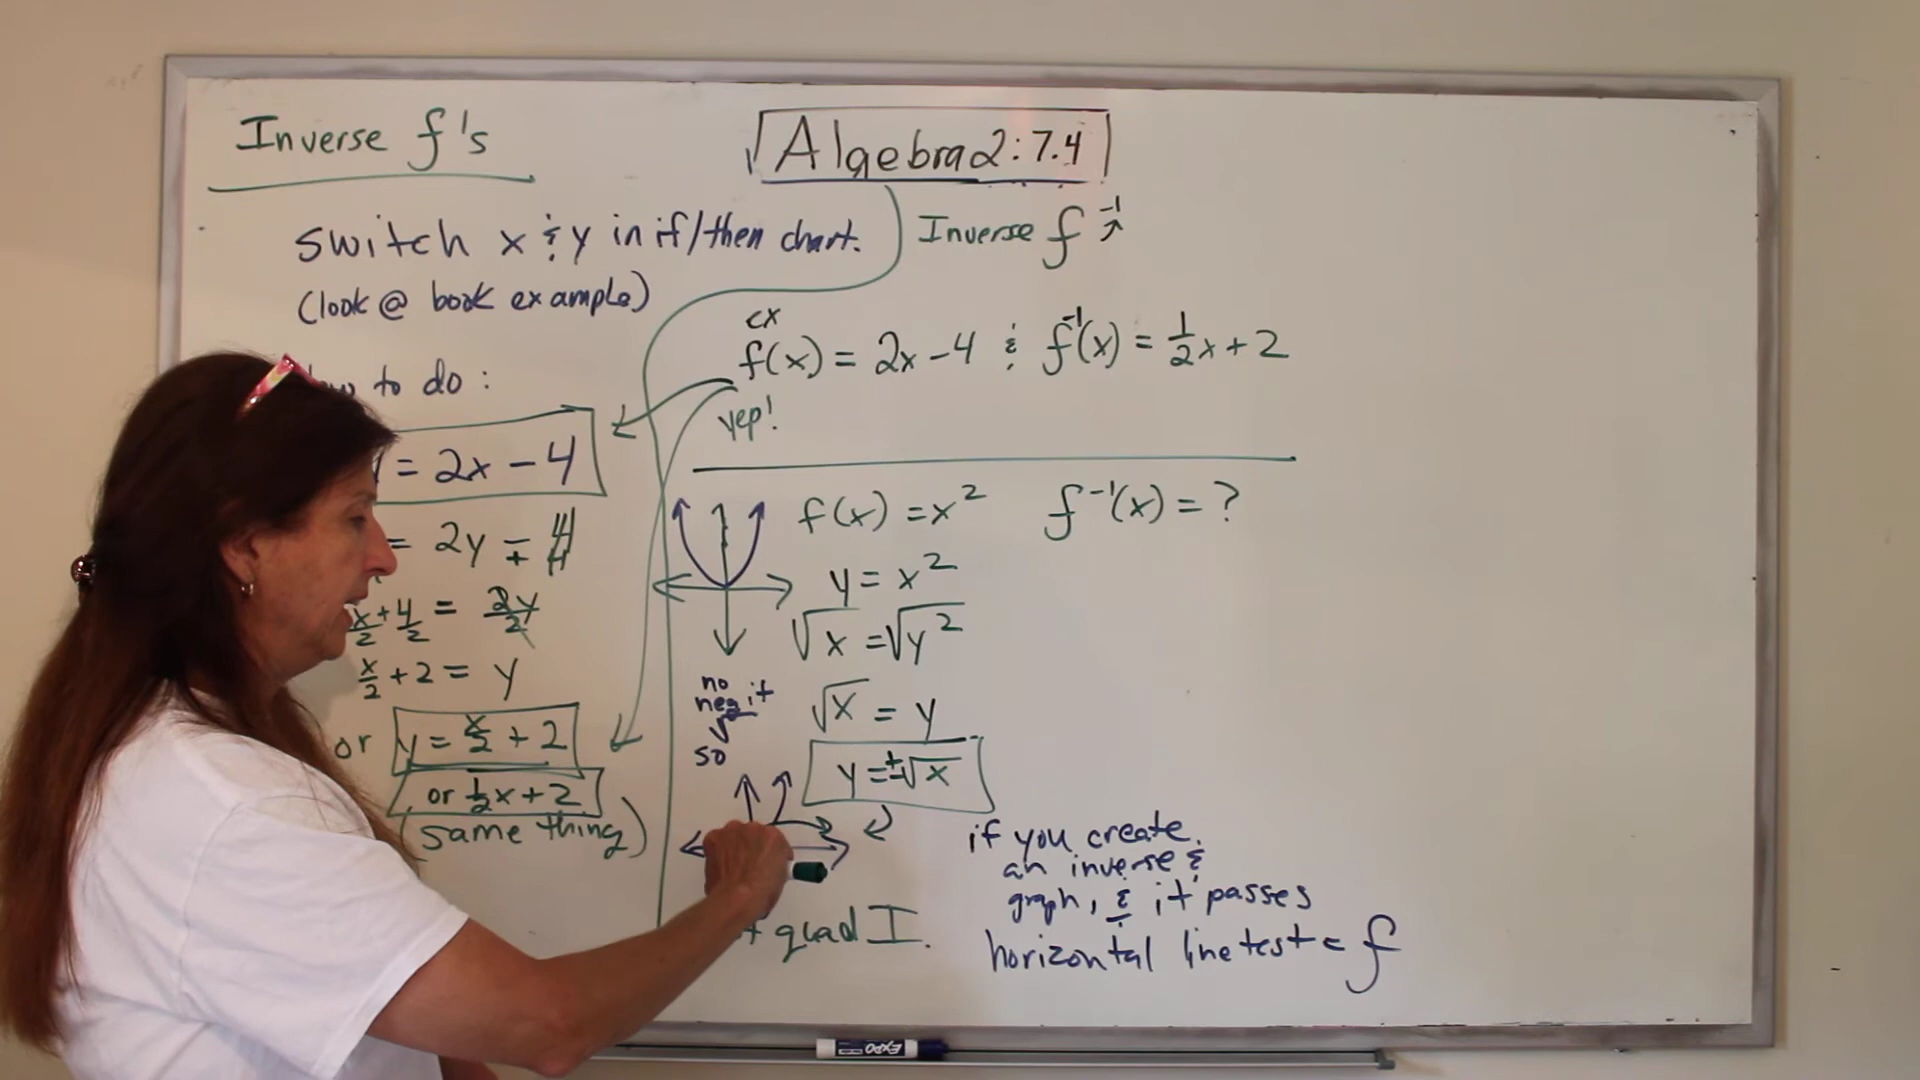 Inverse f's
Switch x & y in if/then chart.
(look @ book example)
to do :
= 2x - 4
= 2y - 4
x/2 + 4/2 = 2y/2
x/2 + 2 = y
or y = x/2 + 2
or 1/2x + 2
(same thing)
Algebra 2: 7.4
Inverse f⁻¹
ex
f(x) = 2x - 4 & f⁻¹(x) = 1/2x + 2
yep!
f(x) = x² f⁻¹(x) = ?
y = x²
√x = √y²
√x = y
y = ±√x
no
neg it
√
so
quad I.
if you create
an inverse &
graph, & it passes
horizontal line test = f
EXPO